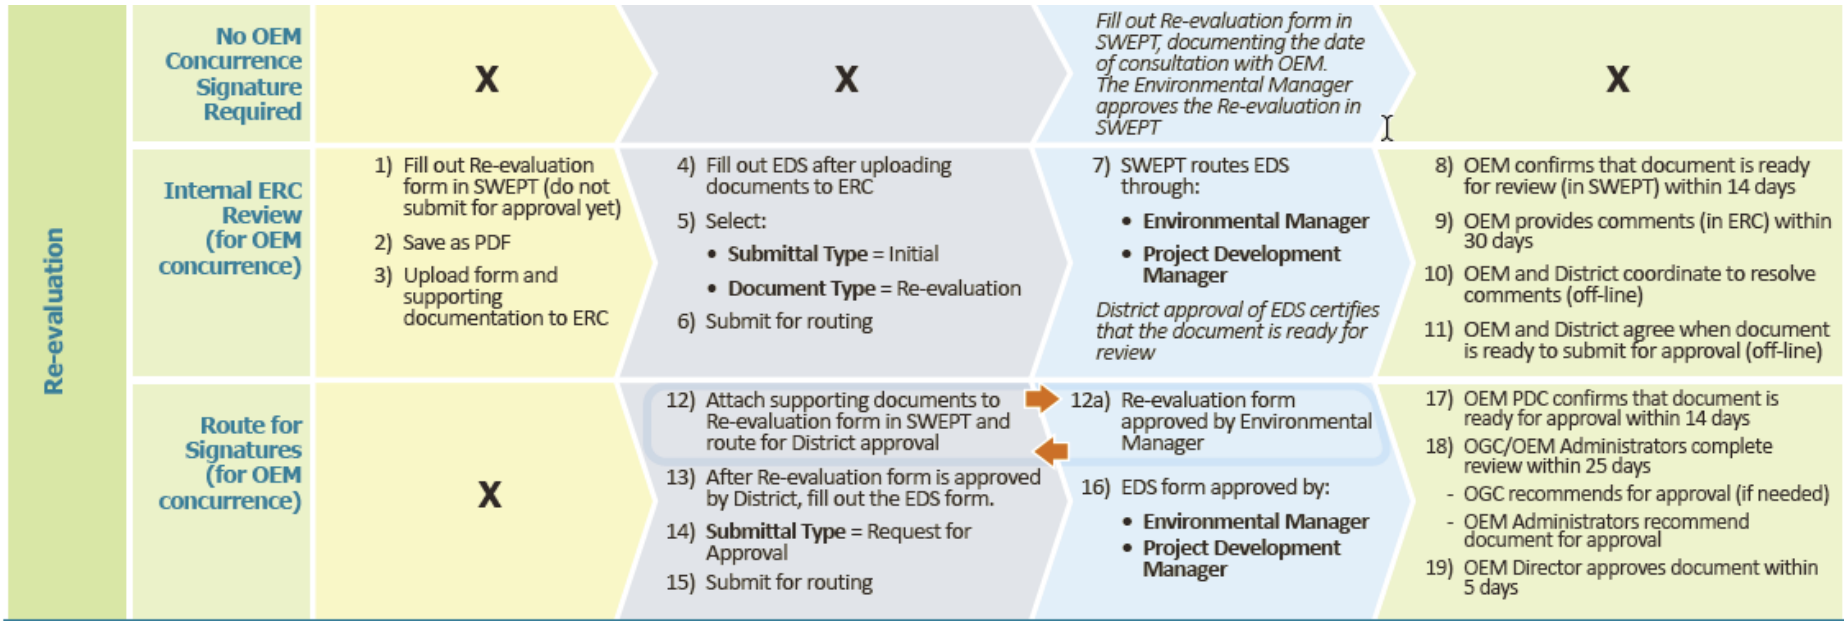 Re-evaluation
No OEM
Concurrence
Signature
Required
X
X
Fill out Re-evaluation form in
SWEPT, documenting the date
of consultation with OEM.
The Environmental Manager
approves the Re-evaluation in
SWEPT
X
Internal ERC
Review
(for OEM
concurrence)
1) Fill out Re-evaluation
form in SWEPT (do not
submit for approval yet)
2) Save as PDF
3) Upload form and
supporting
documentation to ERC
4) Fill out EDS after uploading
documents to ERC
5) Select:
• Submittal Type = Initial
• Document Type = Re-evaluation
6) Submit for routing
7) SWEPT routes EDS
through:
• Environmental Manager
• Project Development
Manager
District approval of EDS certifies
that the document is ready for
review
8) OEM confirms that document is ready
for review (in SWEPT) within 14 days
9) OEM provides comments (in ERC) within
30 days
10) OEM and District coordinate to resolve
comments (off-line)
11) OEM and District agree when document
is ready to submit for approval (off-line)
Route for
Signatures
(for OEM
concurrence)
X
12) Attach supporting documents to
Re-evaluation form in SWEPT and
route for District approval
13) After Re-evaluation form is approved
by District, fill out the EDS form.
14) Submittal Type = Request for
Approval
15) Submit for routing
12a) Re-evaluation form
approved by Environmental
Manager
16) EDS form approved by:
• Environmental Manager
• Project Development
Manager
17) OEM PDC confirms that document is
ready for approval within 14 days
18) OGC/OEM Administrators complete
review within 25 days
- OGC recommends for approval (if needed)
- OEM Administrators recommend
document for approval
19) OEM Director approves document within
5 days